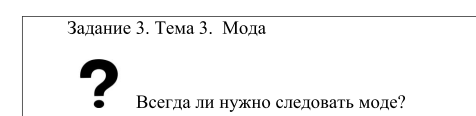 Задание 3. Тема 3.  Мода
? Всегда ли нужно следовать моде?